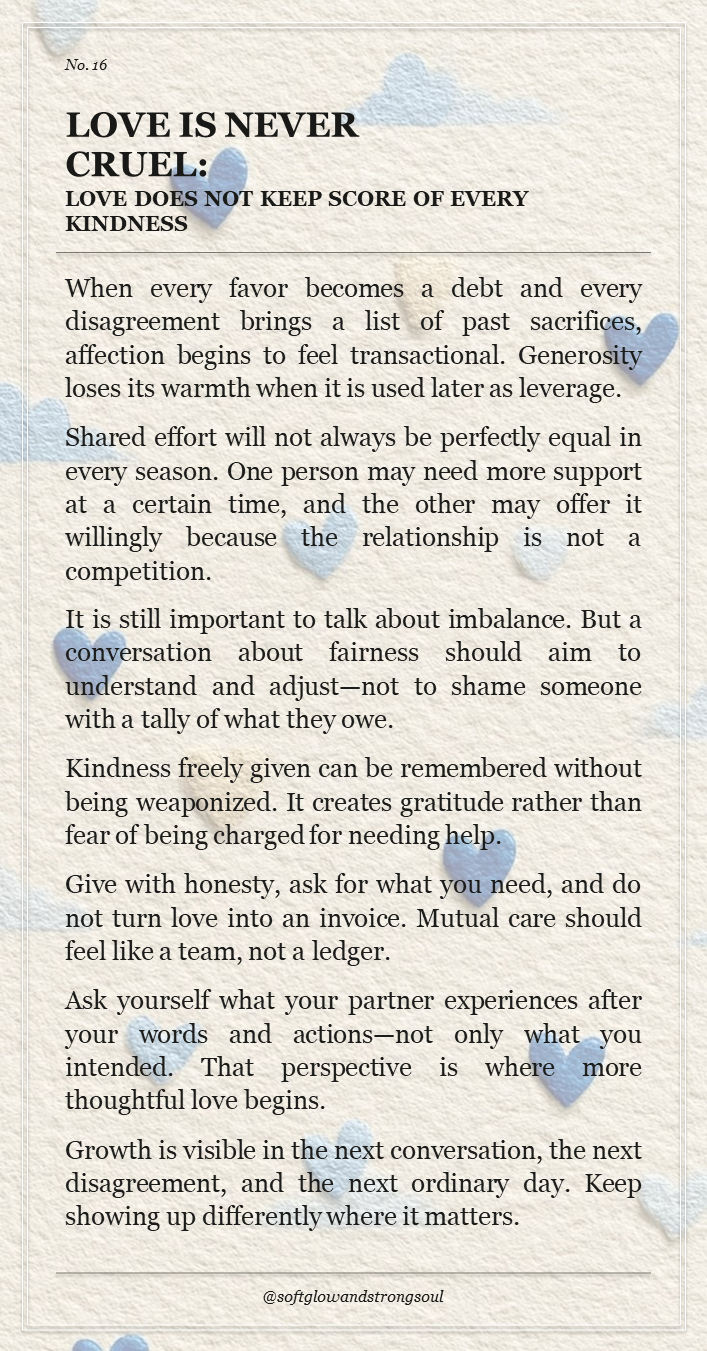 No. 16
LOVE IS NEVER
CRUEL:
LOVE DOES NOT KEEP SCORE OF EVERY
KINDNESS
When every favor becomes a debt and every
disagreement brings a list of past sacrifices,
affection begins to feel transactional. Generosity
loses its warmth when it is used later as leverage.
Shared effort will not always be perfectly equal in
every season. One person may need more support
at a certain time, and the other may offer it
willingly because the relationship is not a
competition.
It is still important to talk about imbalance. But a
conversation about fairness should aim to
understand and adjust—not to shame someone
with a tally of what they owe.
Kindness freely given can be remembered without
being weaponized. It creates gratitude rather than
fear of being charged for needing help.
Give with honesty, ask for what you need, and do
not turn love into an invoice. Mutual care should
feel like a team, not a ledger.
Ask yourself what your partner experiences after
your words and actions—not only what you
intended. That perspective is where more
thoughtful love begins.
Growth is visible in the next conversation, the next
disagreement, and the next ordinary day. Keep
showing up differently where it matters.
@softglowandstrongsoul